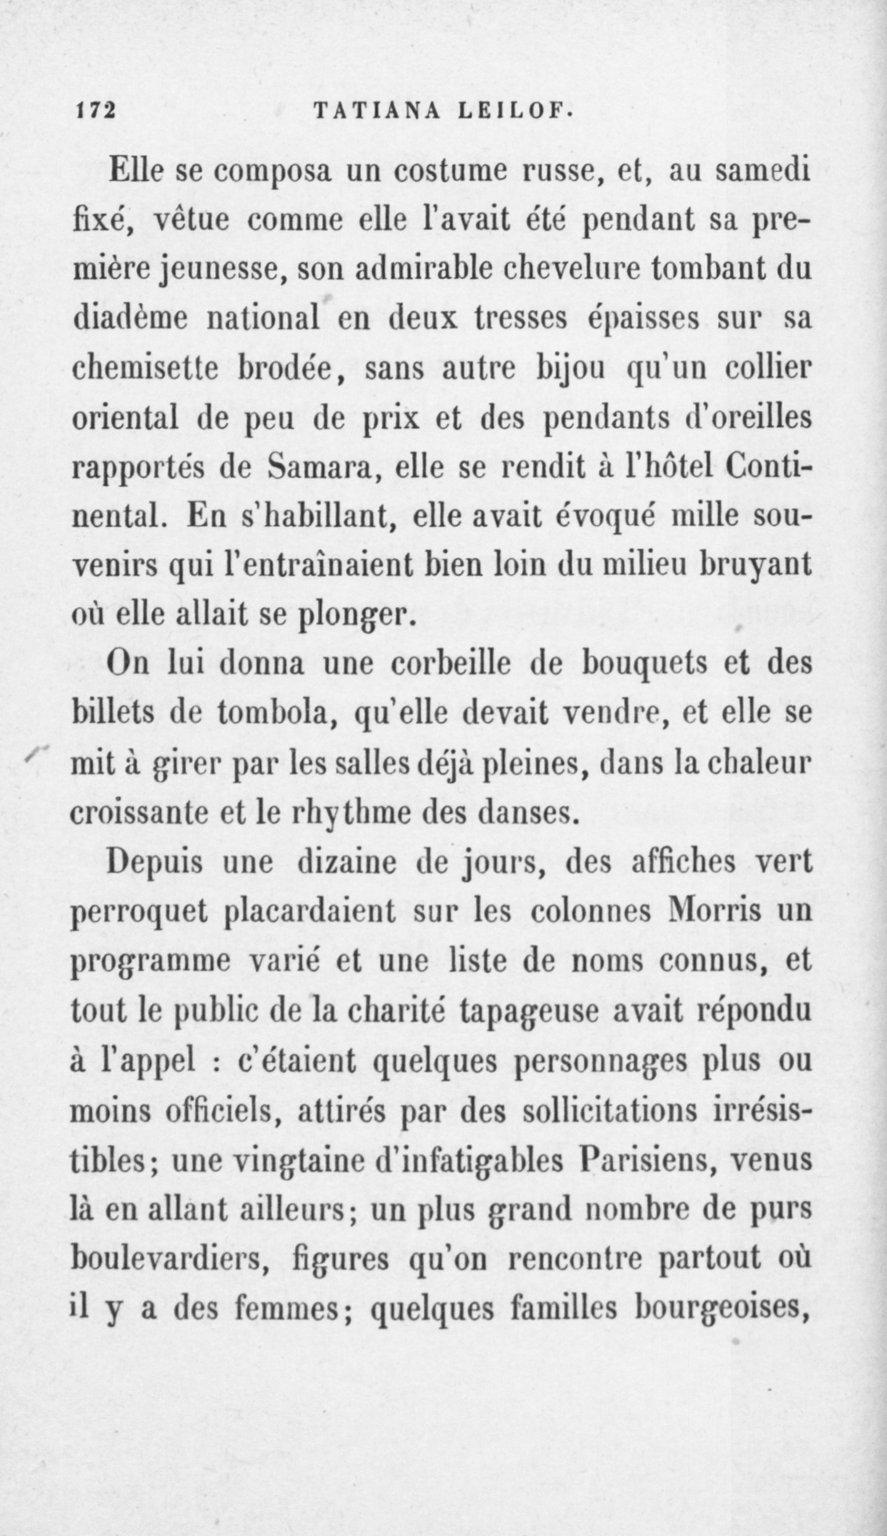 172 TATIANA LEILOF.
Elle se composa un costume russe, et, au samedi
fixé, vêtue comme elle l'avait été pendant sa pre-
mière jeunesse, son admirable chevelure tombant du
diadème national en deux tresses épaisses sur sa
chemisette brodée, sans autre bijou qu'un collier
oriental de peu de prix et des pendants d'oreilles
rapportés de Samara, elle se rendit à l'hôtel Conti-
nental. En s'habillant, elle avait évoqué mille sou-
venirs qui l'entraînaient bien loin du milieu bruyant
où elle allait se plonger.
On lui donna une corbeille de bouquets et des
billets de tombola, qu'elle devait vendre, et elle se
mit à girer par les salles déjà pleines, dans la chaleur
croissante et le rhythme des danses.
Depuis une dizaine de jours, des affiches vert
perroquet placardaient sur les colonnes Morris un
programme varié et une liste de noms connus, et
tout le public de la charité tapageuse avait répondu
à l'appel : c'étaient quelques personnages plus ou
moins officiels, attirés par des sollicitations irrésis-
tibles; une vingtaine d'infatigables Parisiens, venus
là en allant ailleurs; un plus grand nombre de purs
boulevardiers, figures qu'on rencontre partout où
il y a des femmes; quelques familles bourgeoises,